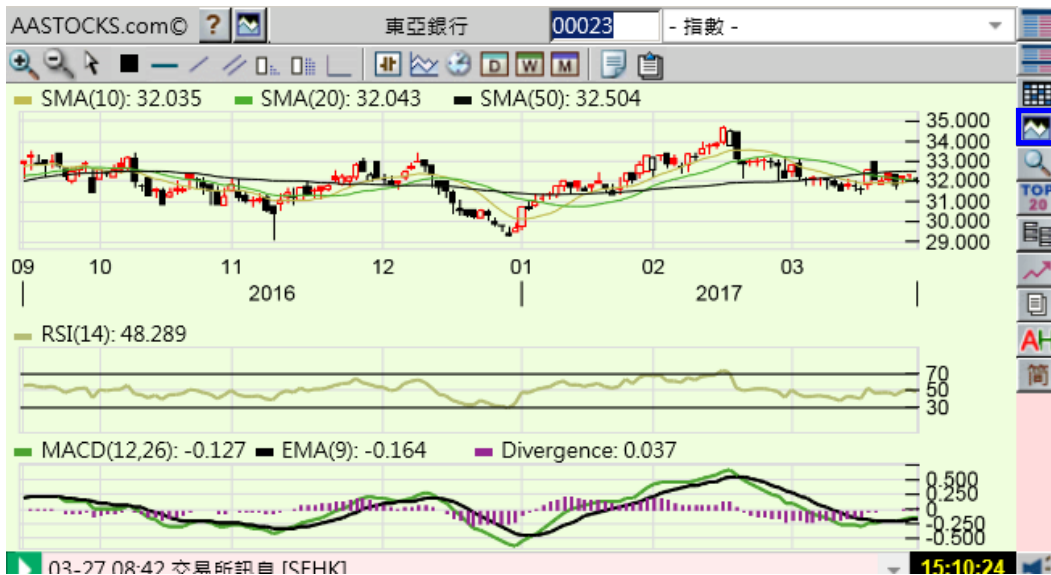 AASTOCKS.com© ? 東亞銀行 00023 - 指數 -
D W M
SMA(10): 32.035 SMA(20): 32.043 SMA(50): 32.504
35.000
34.000
33.000
32.000
31.000
30.000
29.000
09 10 11 12 01 02 03
2016 2017
RSI(14): 48.289
70
50
30
MACD(12,26): -0.127 EMA(9): -0.164 Divergence: 0.037
0.500
0.250
0
-0.250
-0.500
TOP
20
AH
簡
03-27 08:42 交易所訊息 [SEHK] 15:10:24